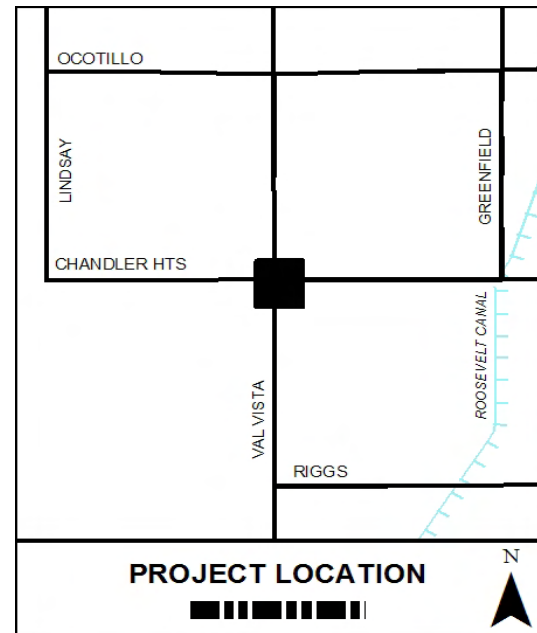 OCOTILLO
LINDSAY
GREENFIELD
CHANDLER HTS
ROOSEVELT CANAL
VAL VISTA
RIGGS
PROJECT LOCATION
N